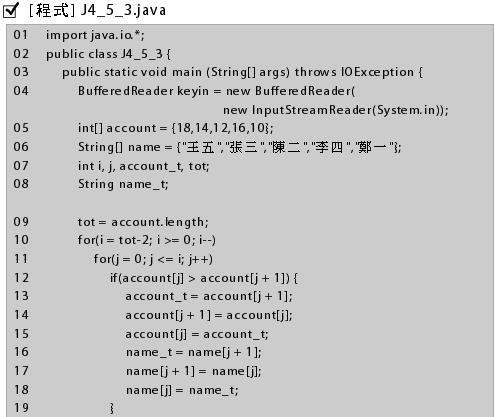 [程式] J4_5_3.java
01 import java.io.*;
02 public class J4_5_3 {
03 public static void main (String[] args) throws IOException {
04 BufferedReader keyin = new BufferedReader(
new InputStreamReader(System.in));
05 int[] account = {18,14,12,16,10};
06 String[] name = {"王五","張三","陳二","李四","鄭一"};
07 int i, j, account_t, tot;
08 String name_t;
09 tot = account.length;
10 for(i = tot-2; i >= 0; i--)
11 for(j = 0; j <= i; j++)
12 if(account[j] > account[j + 1]) {
13 account_t = account[j + 1];
14 account[j + 1] = account[j];
15 account[j] = account_t;
16 name_t = name[j + 1];
17 name[j + 1] = name[j];
18 name[j] = name_t;
19 }